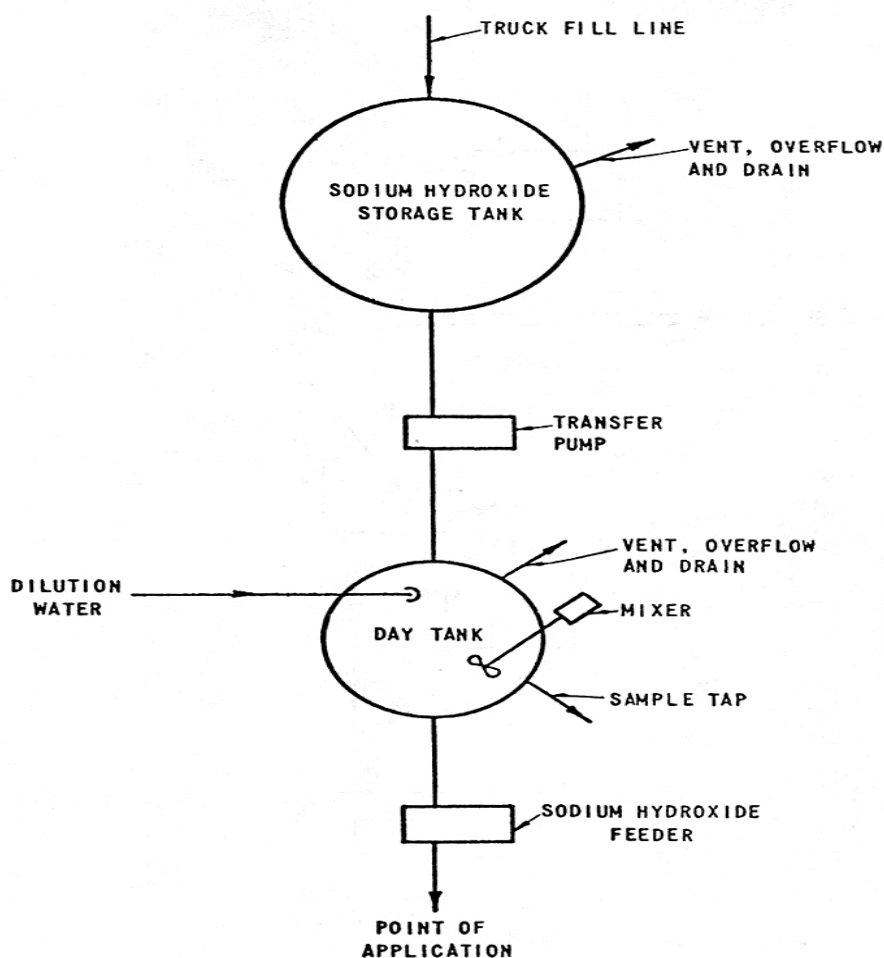 TRUCK FILL LINE
VENT, OVERFLOW
AND DRAIN
SODIUM HYDROXIDE
STORAGE TANK
TRANSFER
PUMP
VENT, OVERFLOW
AND DRAIN
DILUTION
WATER
MIXER
DAY TANK
SAMPLE TAP
SODIUM HYDROXIDE
FEEDER
POINT OF
APPLICATION